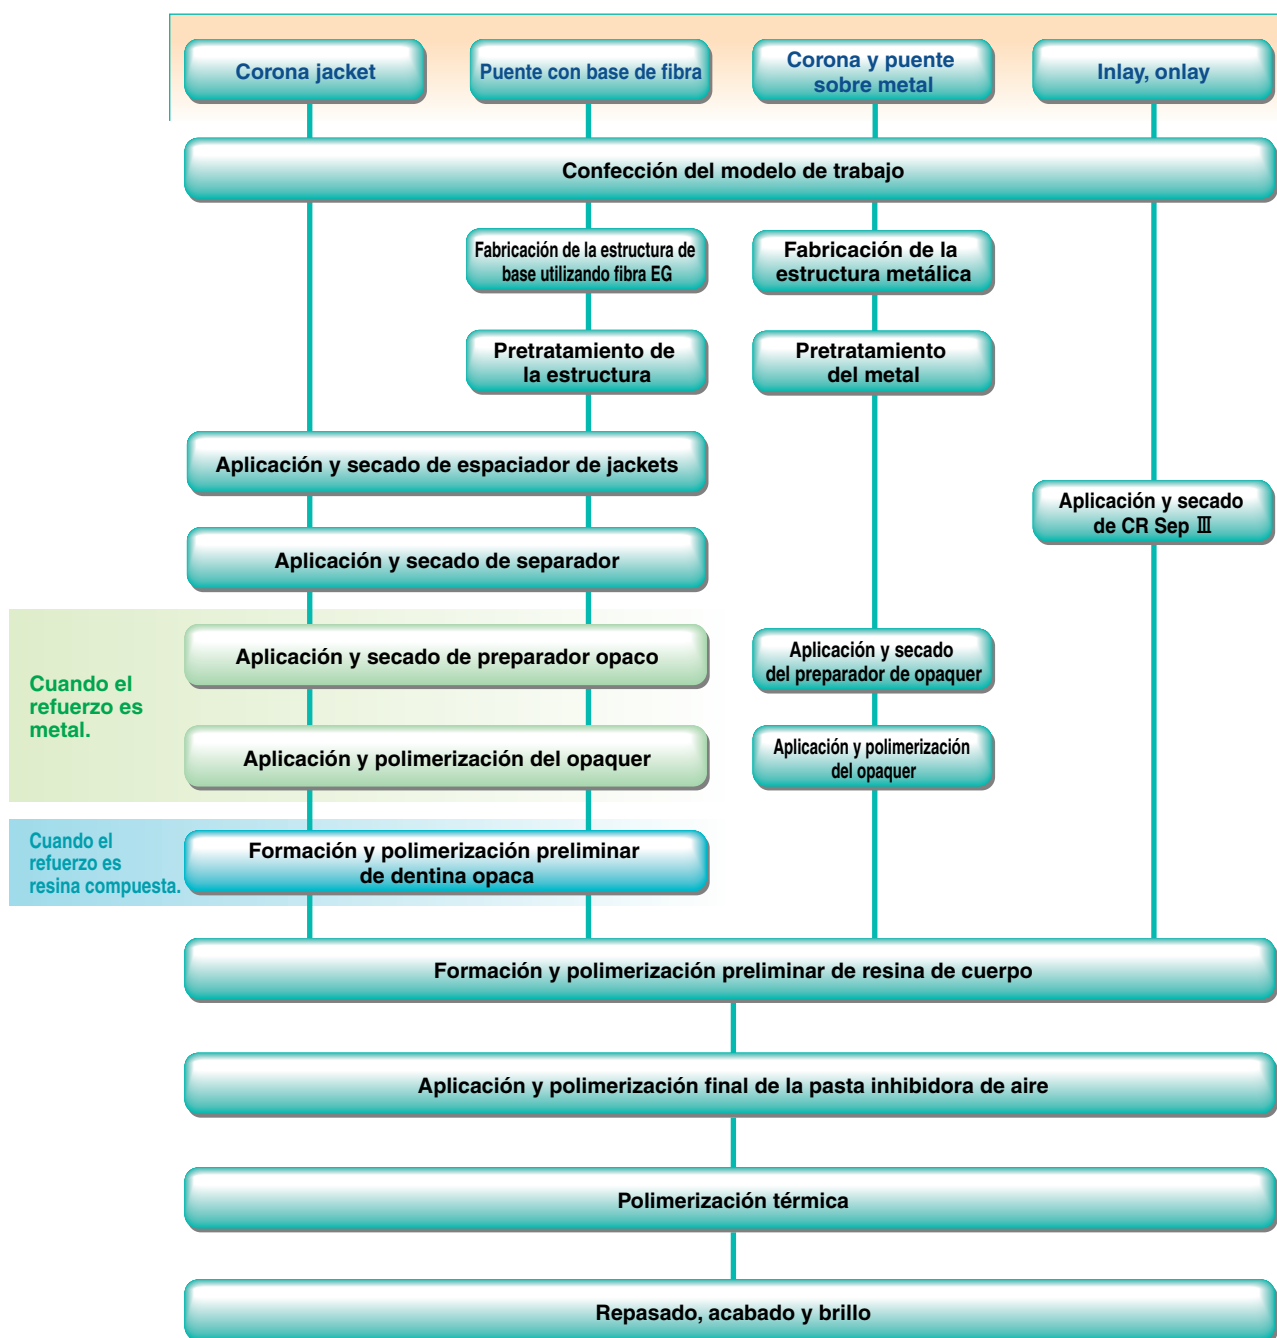 Corona jacket
Puente con base de fibra
Corona y puente
sobre metal
Inlay, onlay
Confección del modelo de trabajo
Fabricación de la estructura de
base utilizando fibra EG
Fabricación de la
estructura metálica
Pretratamiento de
la estructura
Pretratamiento
del metal
Aplicación y secado de espaciador de jackets
Aplicación y secado
de CR Sep Ⅲ
Aplicación y secado de separador
Cuando el
refuerzo es
metal.
Aplicación y secado de preparador opaco
Aplicación y secado
del preparador de opaquer
Aplicación y polimerización del opaquer
Aplicación y polimerización
del opaquer
Cuando el
refuerzo es
resina compuesta.
Formación y polimerización preliminar
de dentina opaca
Formación y polimerización preliminar de resina de cuerpo
Aplicación y polimerización final de la pasta inhibidora de aire
Polimerización térmica
Repasado, acabado y brillo